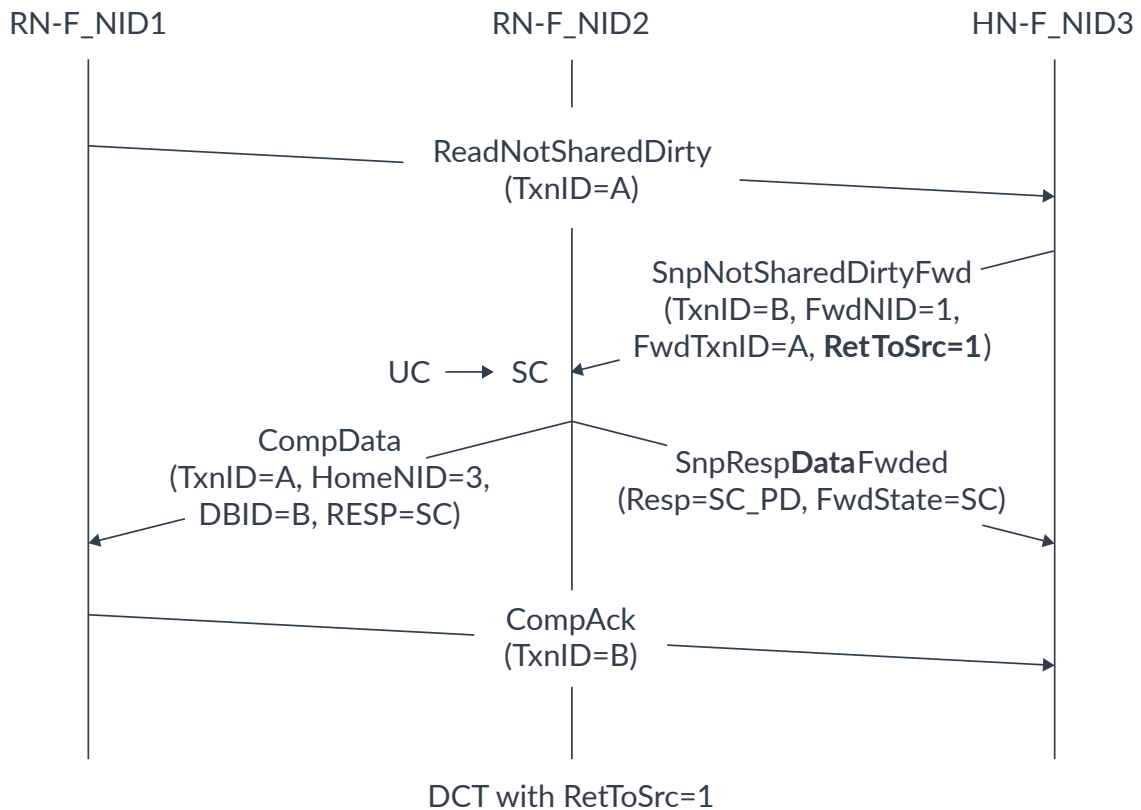 RN-F_NID1
RN-F_NID2
HN-F_NID3
ReadNotSharedDirty
(TxnID=A)
SnpNotSharedDirtyFwd
(TxnID=B, FwdNID=1,
FwdTxnID=A, RetToSrc=1)
UC
SC
CompData
(TxnID=A, HomeNID=3,
DBID=B, RESP=SC)
SnpRespDataFwded
(Resp=SC_PD, FwdState=SC)
CompAck
(TxnID=B)
DCT with RetToSrc=1